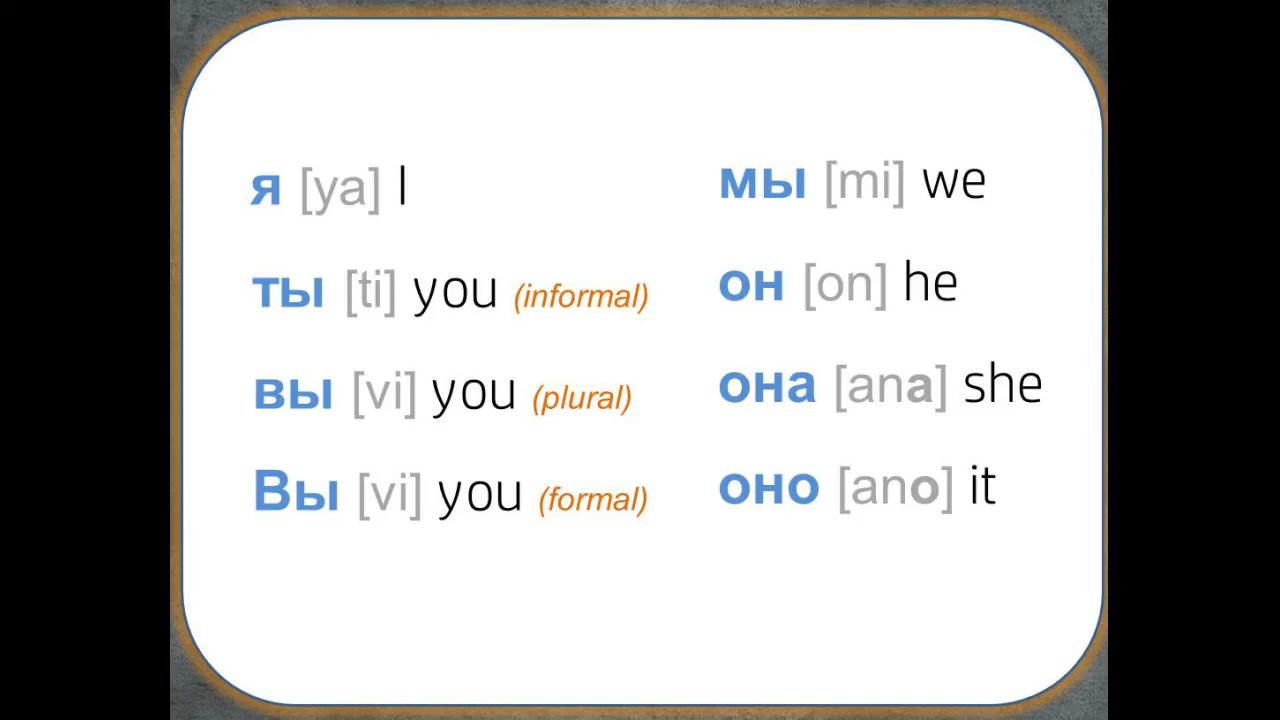 я [ya] I
ты [ti] you (informal)
вы [vi] you (plural)
Вы [vi] you (formal)
мы [mi] we
он [on] he
она [ana] she
оно [ano] it